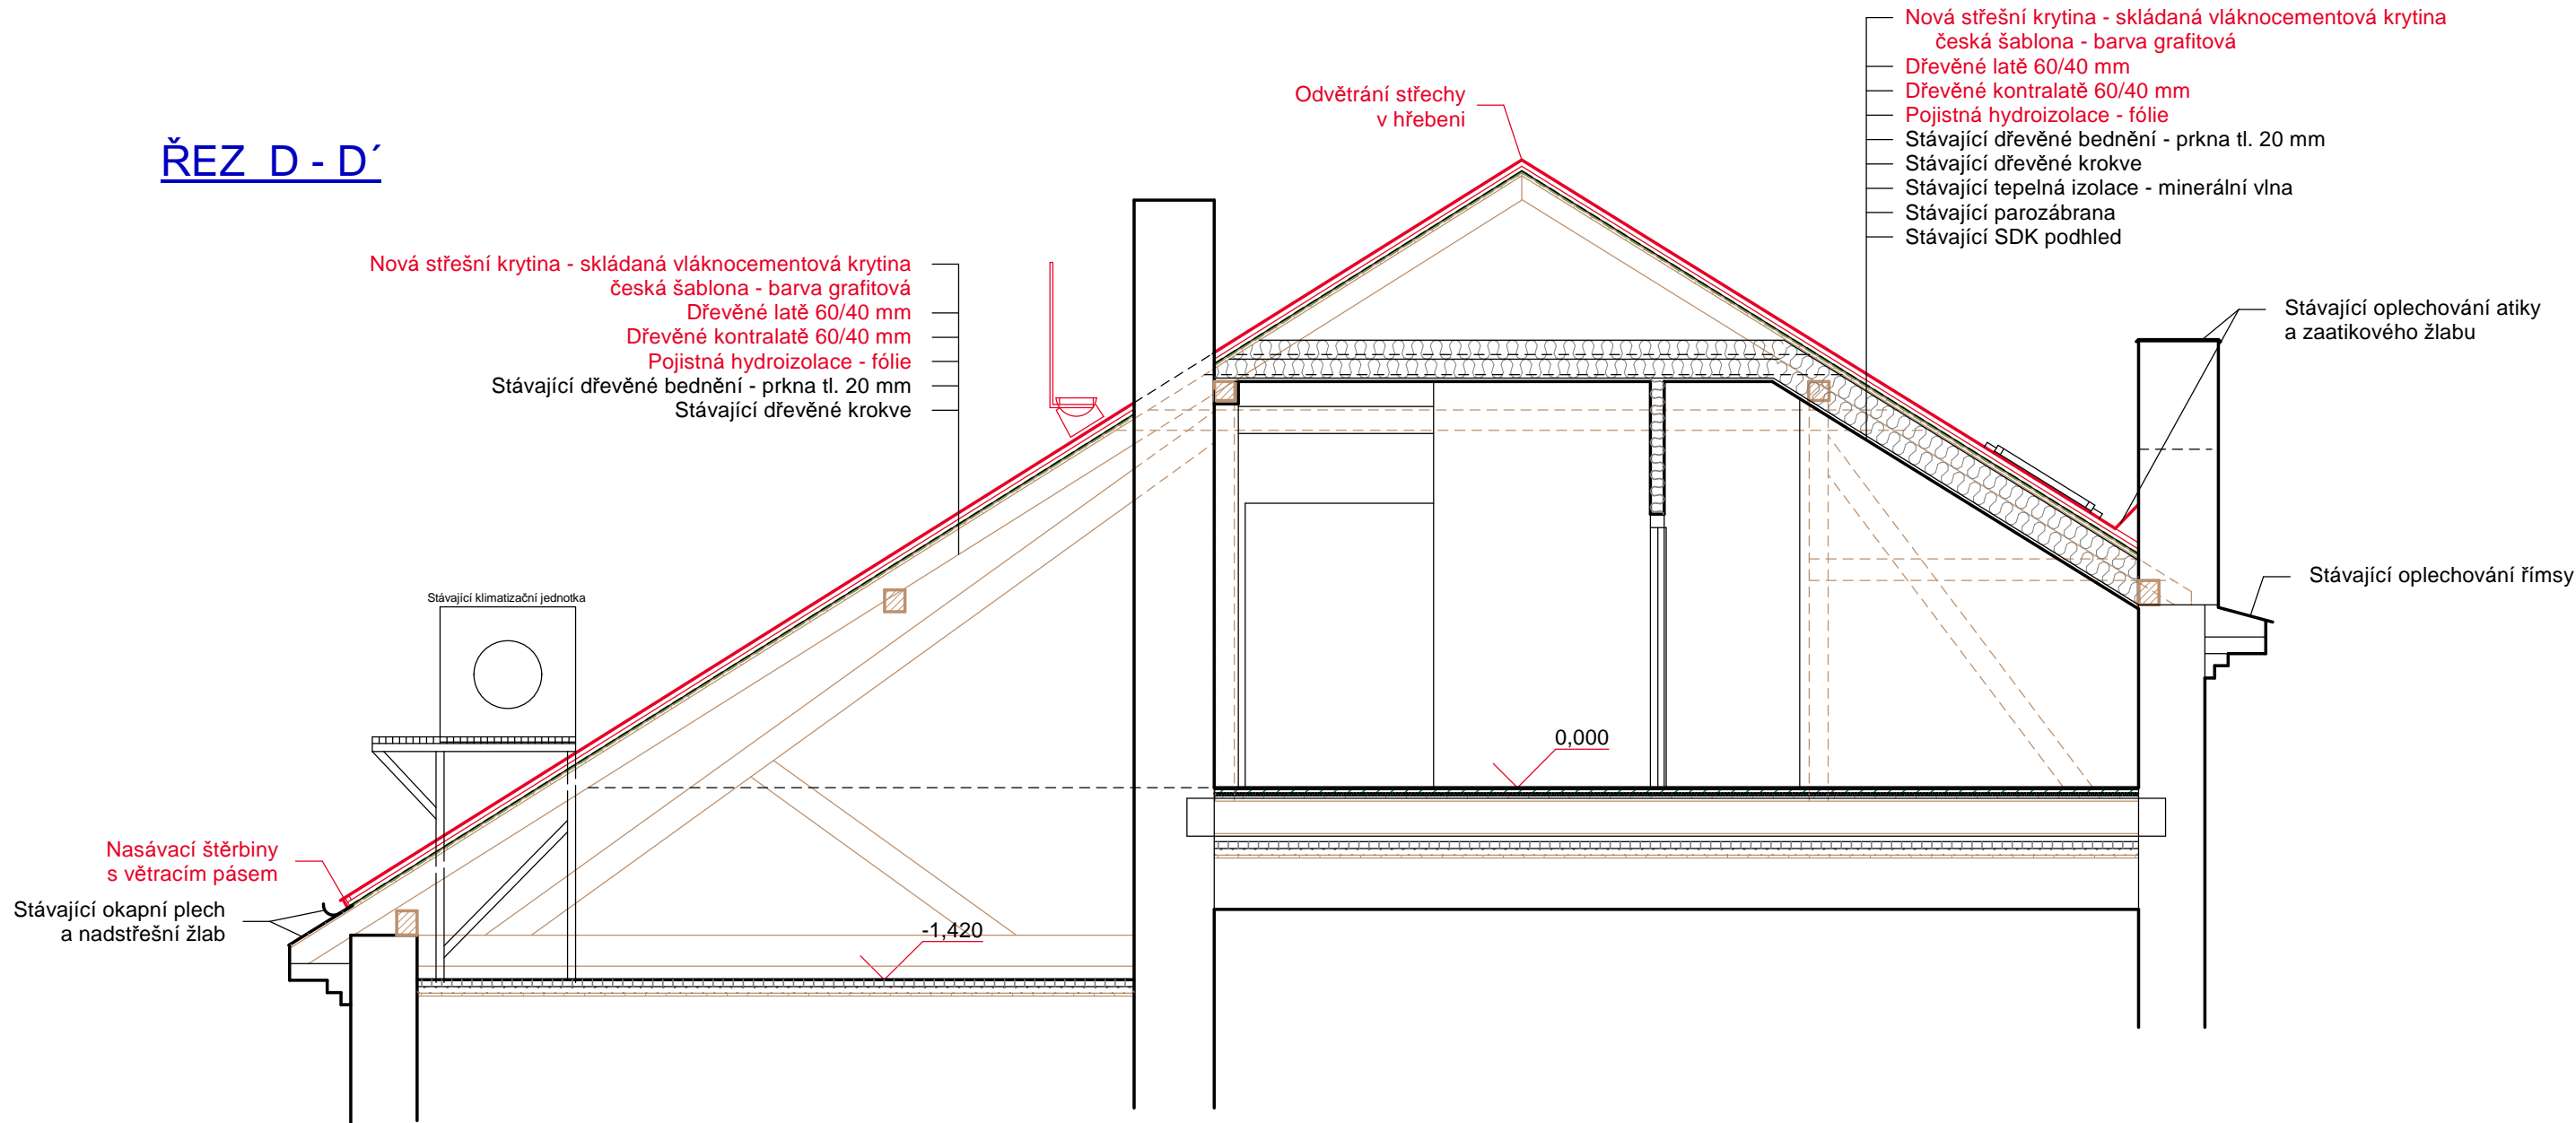 ŘEZ D - D´
Nová střešní krytina - skládaná vláknocementová krytina
česká šablona - barva grafitová
Dřevěné latě 60/40 mm
Dřevěné kontralatě 60/40 mm
Pojistná hydroizolace - fólie
Stávající dřevěné bednění - prkna tl. 20 mm
Stávající dřevěné krokve
Odvětrání střechy
v hřebeni
Nová střešní krytina - skládaná vláknocementová krytina
česká šablona - barva grafitová
Dřevěné latě 60/40 mm
Dřevěné kontralatě 60/40 mm
Pojistná hydroizolace - fólie
Stávající dřevěné bednění - prkna tl. 20 mm
Stávající dřevěné krokve
Stávající tepelná izolace - minerální vlna
Stávající parozábrana
Stávající SDK podhled
Stávající oplechování atiky
a zaatikového žlabu
Stávající oplechování římsy
Stávající klimatizační jednotka
0,000
Nasávací štěrbiny
s větracím pásem
Stávající okapní plech
a nadstřešní žlab
-1,420